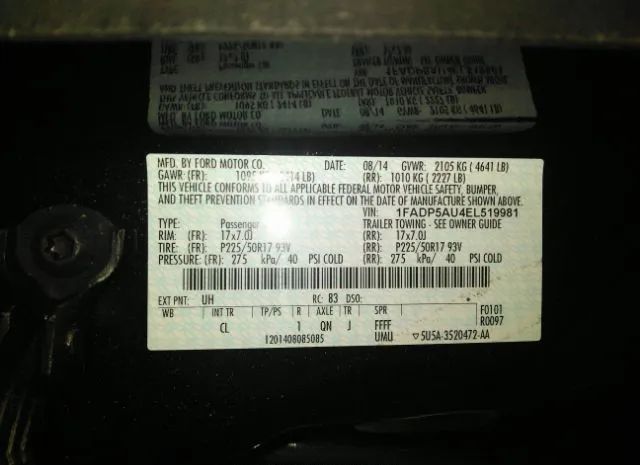 MFD. BY FORD MOTOR CO. DATE: 08/14 GVWR: 2105 KG ( 4641 LB)
GAWR: (FR): LB) (RR): 1010 KG ( 2227 LB)
THIS VEHICLE CONFORMS TO ALL APPLICABLE FEDERAL MOTOR VEHICLE SAFETY, BUMPER,
AND THEFT PREVENTION STANDARDS IN EFFECT ON THE DATE OF MANUFACTURE SHOWN ABOVE.
VIN: 1FADP5AU4EL519981
TYPE: Passenger TRAILER TOWING - SEE OWNER GUIDE
RIM: 17x7.0J 17x7.0J
TIRE: P225/50R17 93V P225/50R17 93V
PRESSURE: (FR) 275 kPa/ 40 PSI COLD (RR): 275 kPa/ 40 PSI COLD
EXT PNT: UH RC: 83 DSO:
WB INT TR TP/PS R AXLE TR SPR F0101
CL 1 QN J FFFF R0097
1201408085085 UMU ▽5U5A-3520472-AA